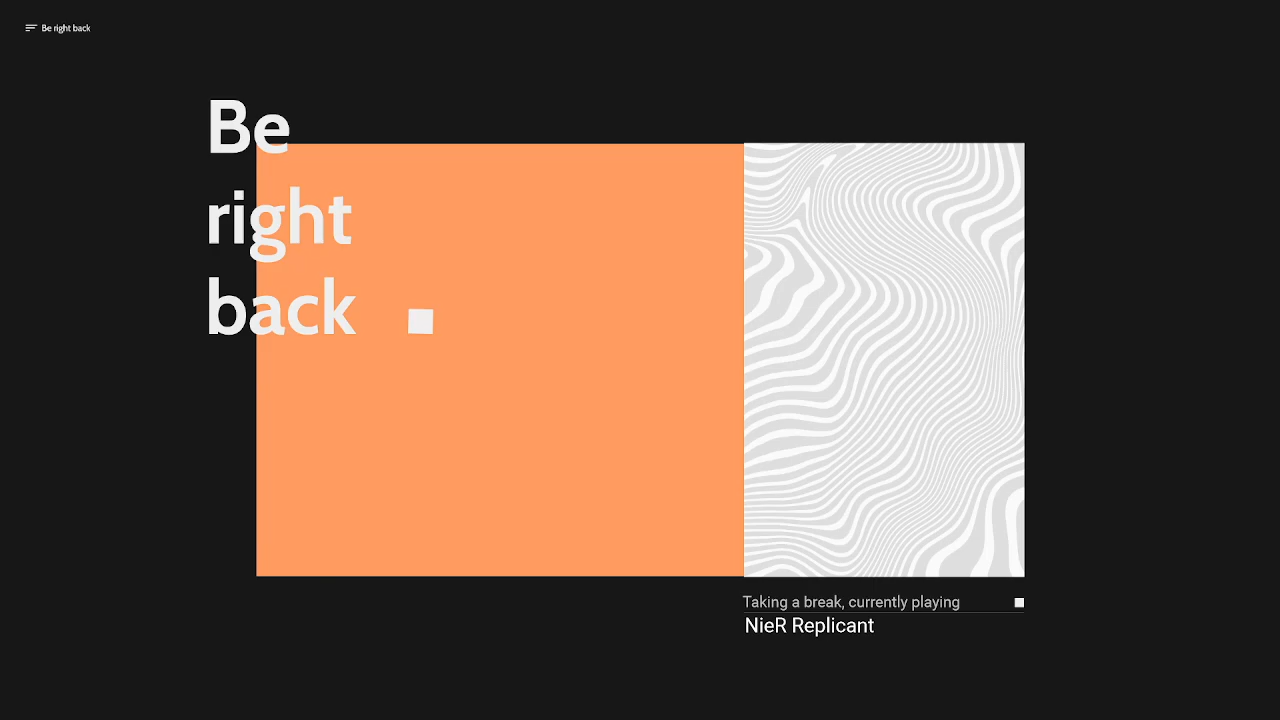 Be right back
Be
right
back
Taking a break, currently playing
NieR Replicant